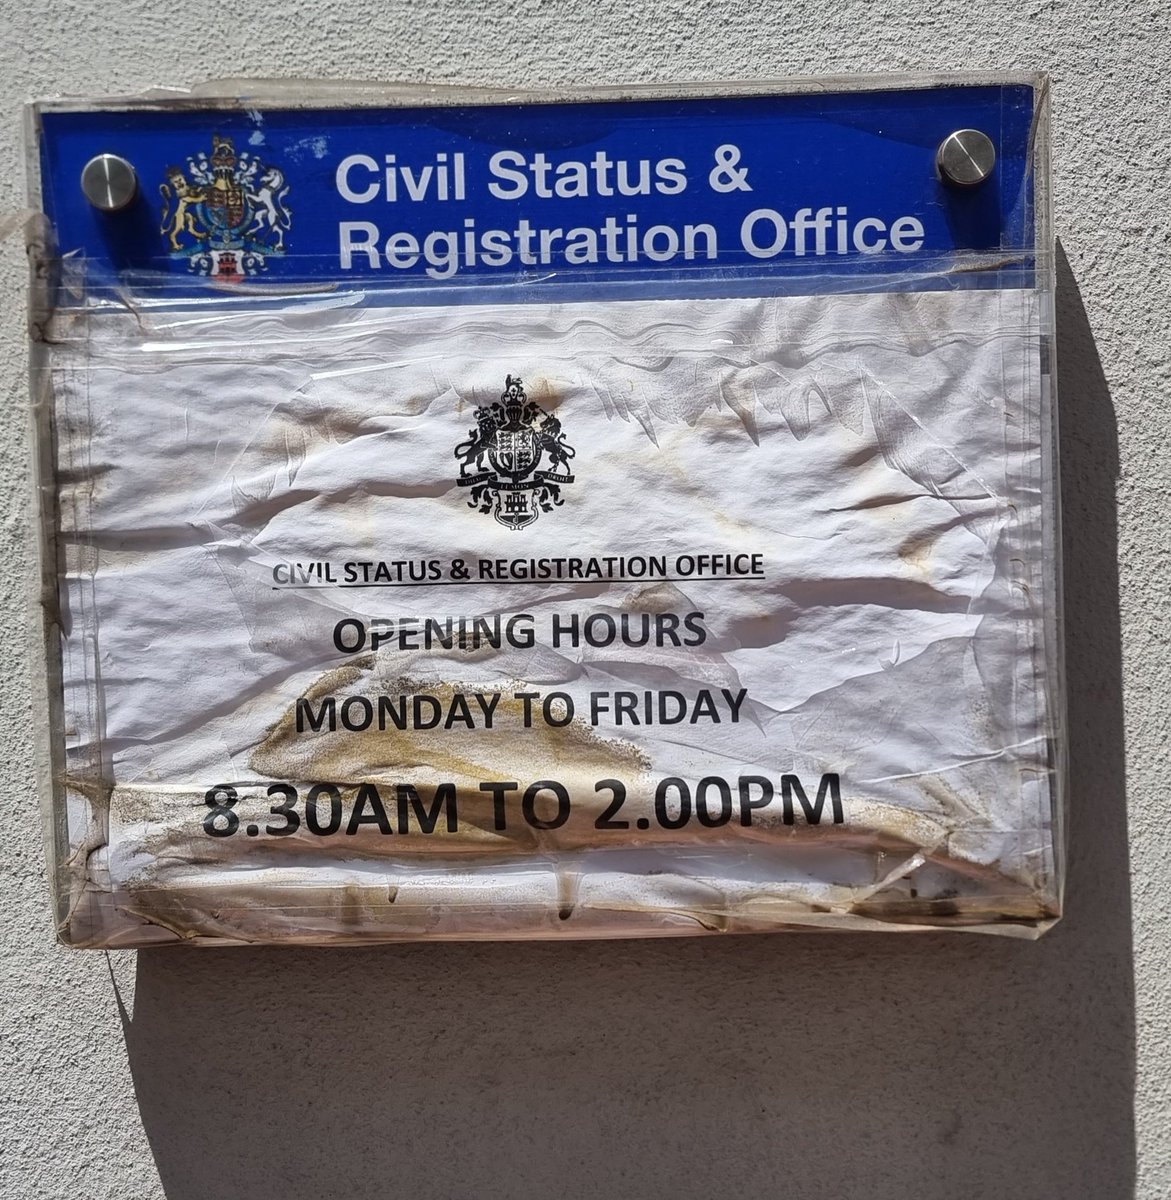 Civil Status &
Registration Office
CIVIL STATUS & REGISTRATION OFFICE
OPENING HOURS
MONDAY TO FRIDAY
8.30AM TO 2.00PM